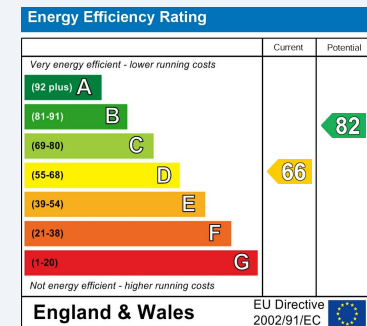 Energy Efficiency Rating
Current Potential
Very energy efficient - lower running costs
(92 plus) A
(81-91) B
82
(69-80) C
(55-68) D
66
(39-54) E
(21-38) F
(1-20) G
Not energy efficient - higher running costs
England & Wales
EU Directive
2002/91/EC